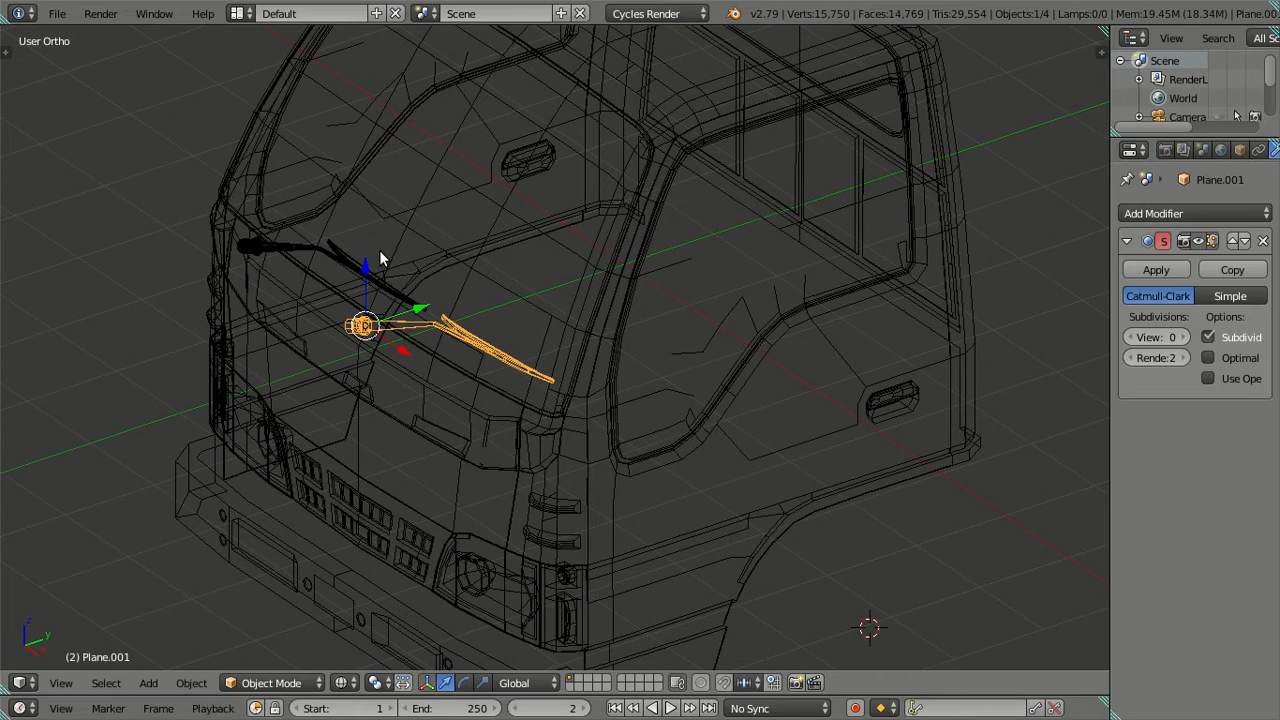 File Render Window Help Default Scene Cycles Render v2.79 | Verts:15,750 | Faces:14,769 | Tris:29,554 | Objects:1/4 | Lamps:0/0 | Mem:19.45M (18.34M) | Plane.00
User Ortho
View Search All Sc
Scene
RenderL
World
Camera
Plane.001
Add Modifier
S
Apply Copy
Catmull-Clark Simple
Subdivisions: Options:
View: 0 Subdivid
Rende:2 Optimal
Use Ope
z
y
x
(2) Plane.001
View Select Add Object Object Mode Global
View Marker Frame Playback Start: 1 End: 250 2 No Sync